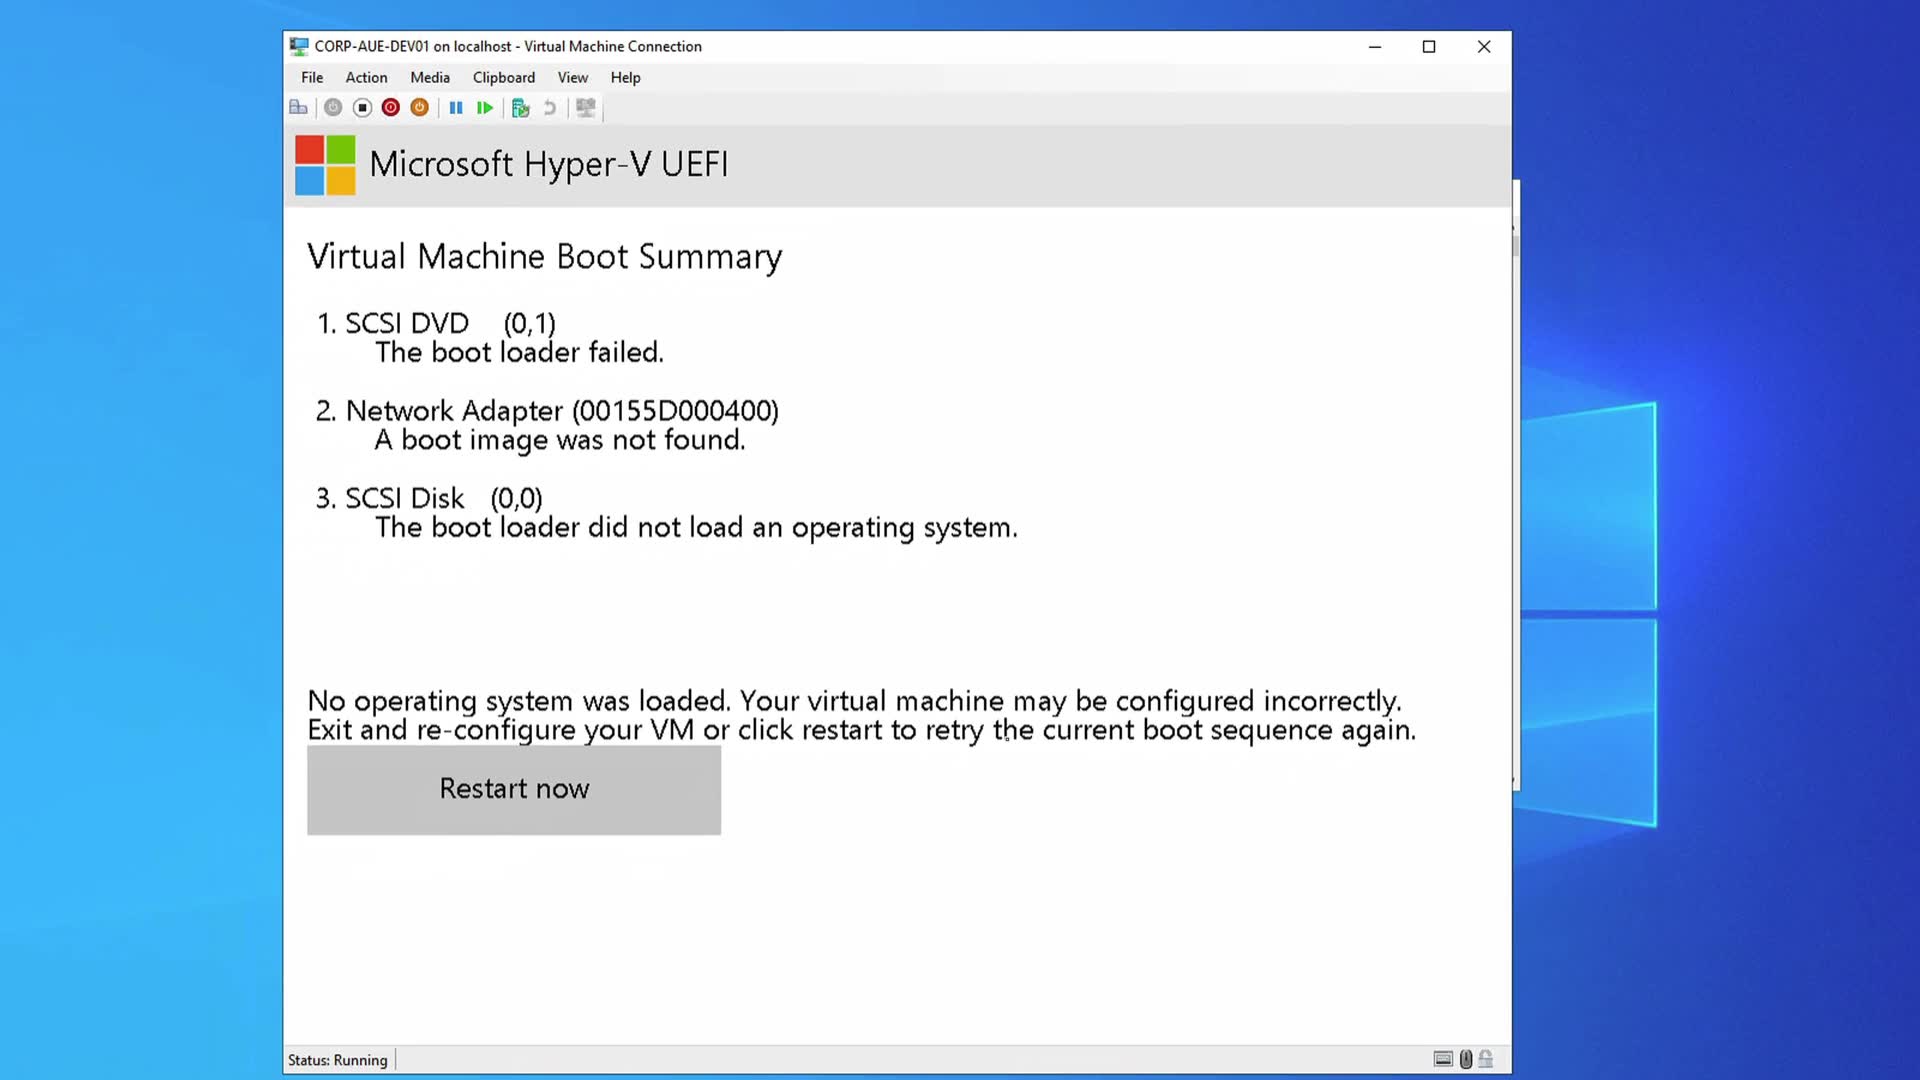 CORP-AUE-DEV01 on localhost - Virtual Machine Connection
File Action Media Clipboard View Help
Microsoft Hyper-V UEFI
Virtual Machine Boot Summary
1. SCSI DVD (0,1)
The boot loader failed.
2. Network Adapter (00155D000400)
A boot image was not found.
3. SCSI Disk (0,0)
The boot loader did not load an operating system.
No operating system was loaded. Your virtual machine may be configured incorrectly.
Exit and re-configure your VM or click restart to retry the current boot sequence again.
Restart now
Status: Running